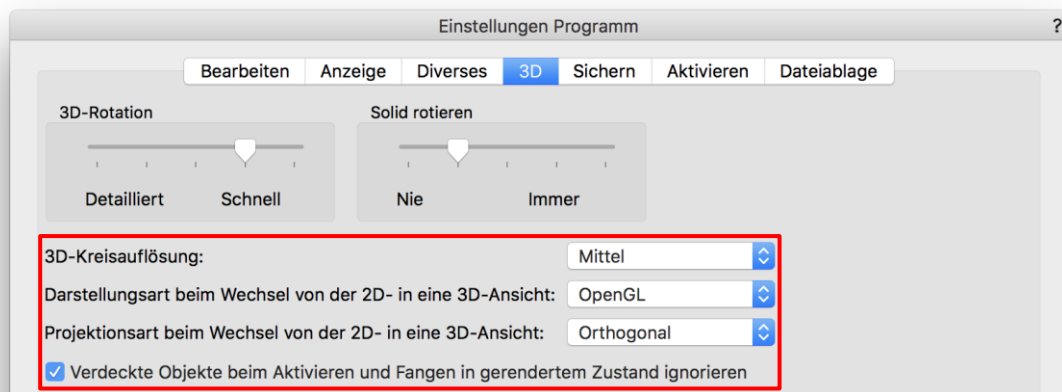 Einstellungen Programm ?
Bearbeiten Anzeige Diverses 3D Sichern Aktivieren Dateiablage
3D-Rotation Solid rotieren
Detailliert Schnell Nie Immer
3D-Kreisauflösung: Mittel
Darstellungsart beim Wechsel von der 2D- in eine 3D-Ansicht: OpenGL
Projektionsart beim Wechsel von der 2D- in eine 3D-Ansicht: Orthogonal
Verdeckte Objekte beim Aktivieren und Fangen in gerendertem Zustand ignorieren